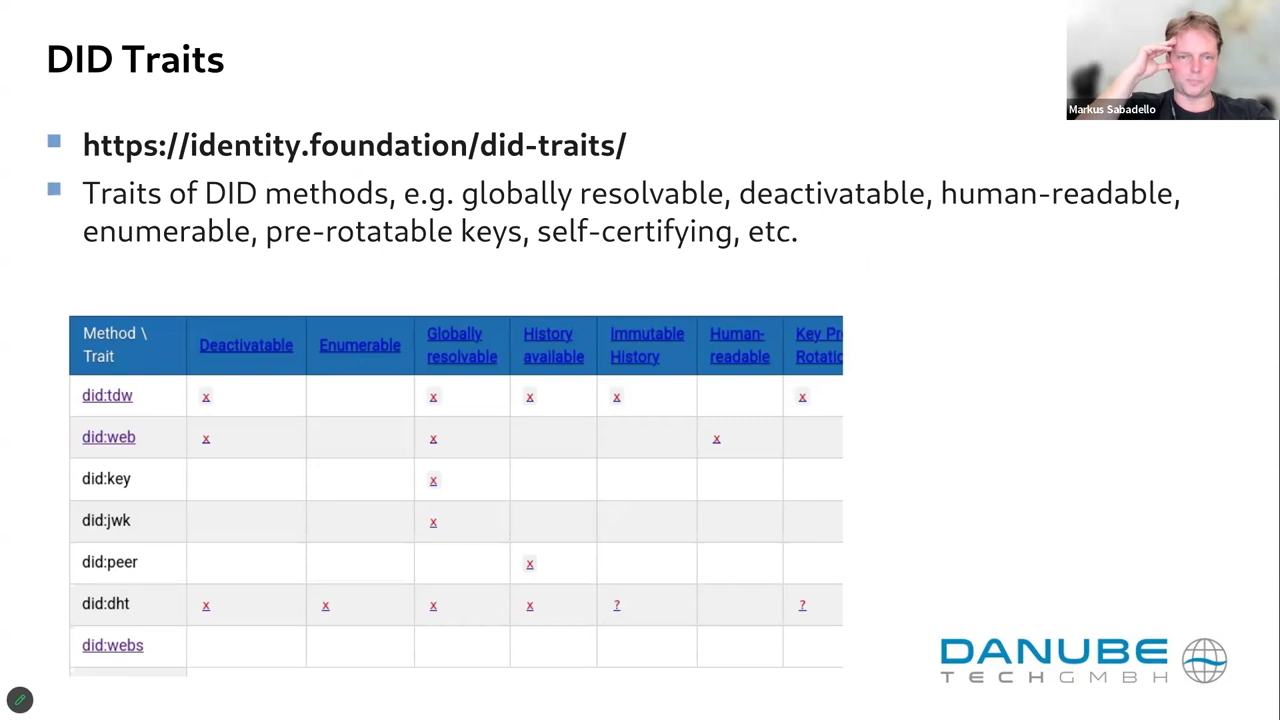 DID Traits
Markus Sabadello
https://identity.foundation/did-traits/
Traits of DID methods, e.g. globally resolvable, deactivatable, human-readable,
enumerable, pre-rotatable keys, self-certifying, etc.
Method \ Trait Deactivatable Enumerable Globally resolvable History available Immutable History Human-readable Key Pr Rotatio
did:tdw x x x x x
did:web x x x
did:key x
did:jwk x
did:peer x
did:dht x x x x ? ?
did:webs
DANUBE
TECH GMBH